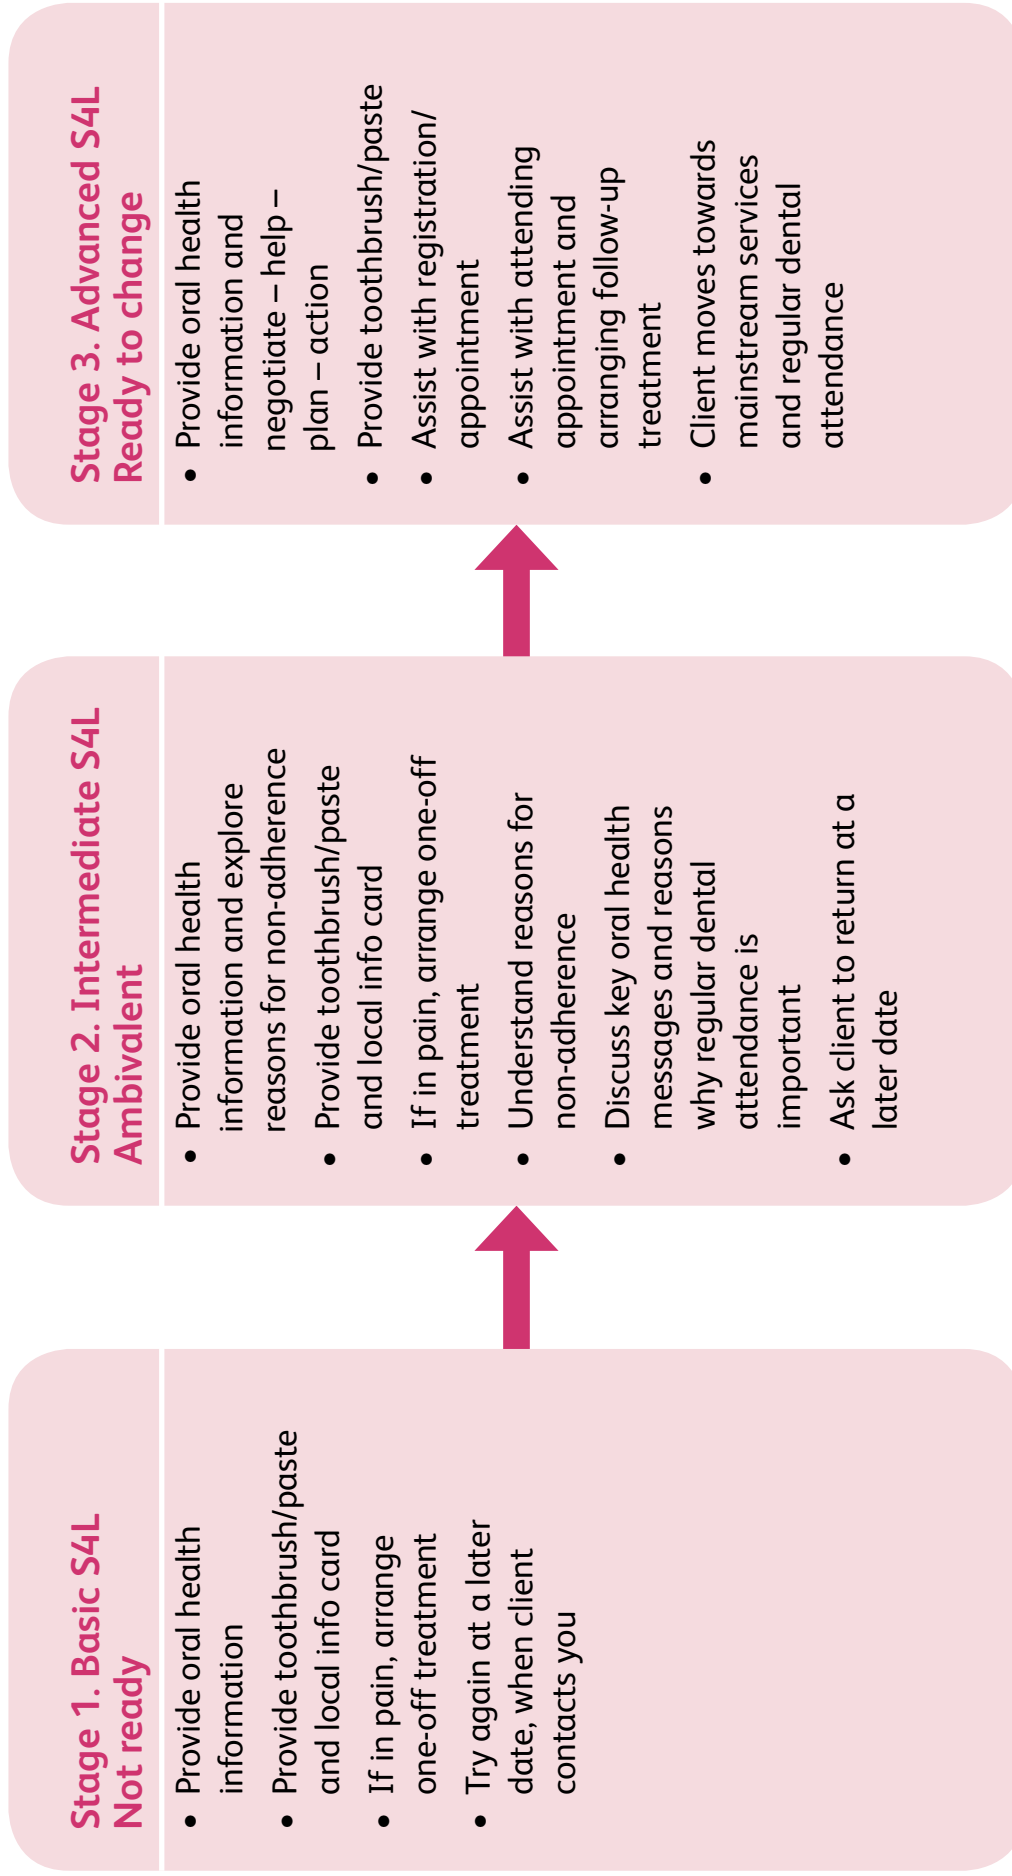 Stage 1. Basic S4L
Not ready
• Provide oral health
information
• Provide toothbrush/paste
and local info card
• If in pain, arrange
one-off treatment
• Try again at a later
date, when client
contacts you
Stage 2. Intermediate S4L
Ambivalent
• Provide oral health
information and explore
reasons for non-adherence
• Provide toothbrush/paste
and local info card
• If in pain, arrange one-off
treatment
• Understand reasons for
non-adherence
• Discuss key oral health
messages and reasons
why regular dental
attendance is
important
• Ask client to return at a
later date
Stage 3. Advanced S4L
Ready to change
• Provide oral health
information and
negotiate – help –
plan – action
• Provide toothbrush/paste
• Assist with registration/
appointment
• Assist with attending
appointment and
arranging follow-up
treatment
• Client moves towards
mainstream services
and regular dental
attendance